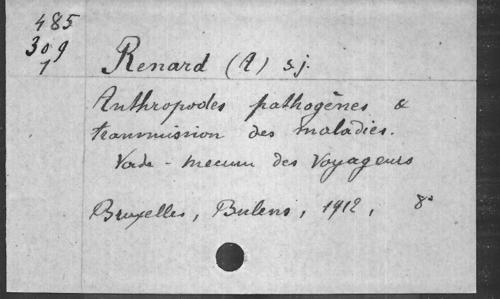 485
309
1
Renard (A) s.j.
Anthropodes pathogènes &
transmission des maladies.
Vade-mecum des Voyageurs
Bruxelles, Bulens, 1912, 8°